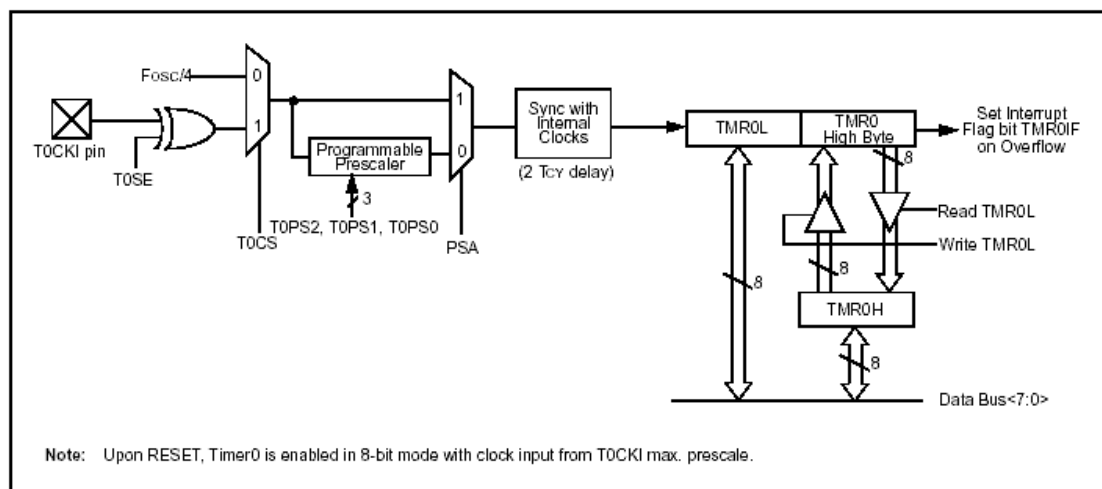 Fosc/4
0
1
T0CKI pin
T0SE
T0CS
Programmable
Prescaler
3
T0PS2, T0PS1, T0PS0
1
0
PSA
Sync with
Internal
Clocks
(2 TCY delay)
TMR0L
TMR0
High Byte
Set Interrupt
Flag bit TMR0IF
on Overflow
8
Read TMR0L
Write TMR0L
8
8
TMR0H
8
Data Bus<7:0>
Note: Upon RESET, Timer0 is enabled in 8-bit mode with clock input from T0CKI max. prescale.